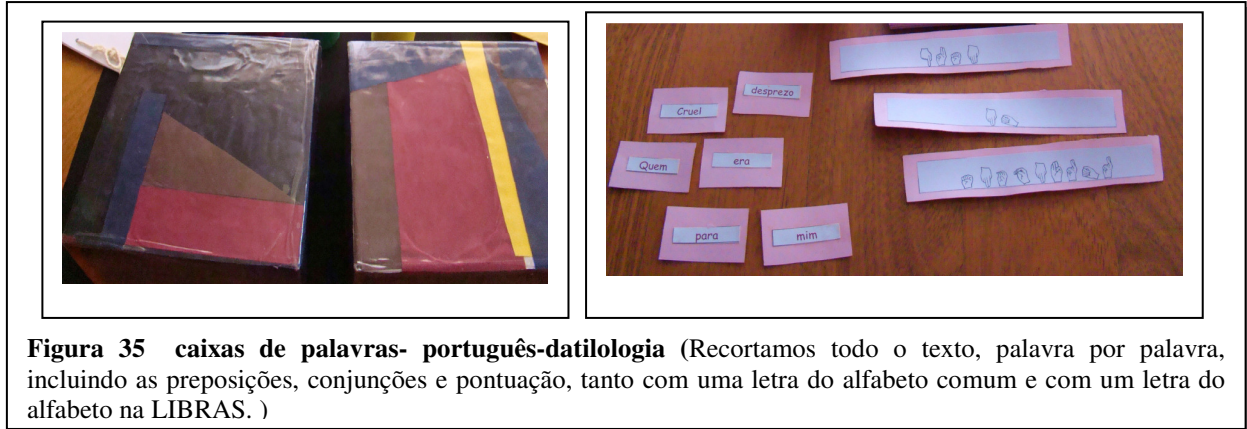 desprezo
Cruel
Quem
era
para
mim
Figura 35 caixas de palavras- português-datilologia (Recortamos todo o texto, palavra por palavra,
incluindo as preposições, conjunções e pontuação, tanto com uma letra do alfabeto comum e com um letra do
alfabeto na LIBRAS. )